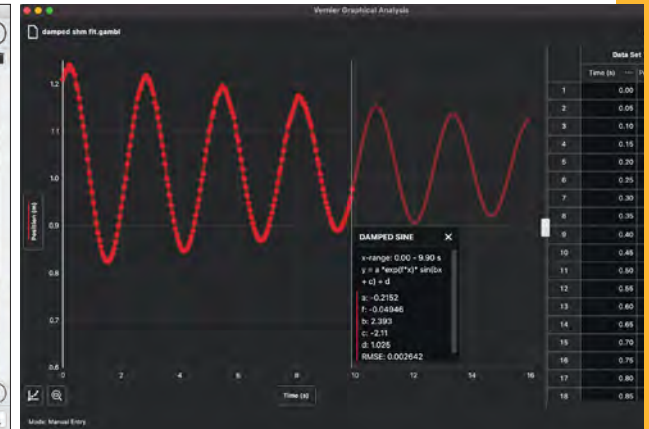 Vernier Graphical Analysis
damped shm fit.gambl
Data Set
Time (s)
1 0.00
2 0.05
3 0.10
4 0.15
5 0.20
6 0.25
7 0.30
8 0.35
9 0.40
10 0.45
11 0.50
12 0.55
13 0.60
14 0.65
15 0.70
16 0.75
17 0.80
18 0.85
Position (m)
1.2
1.1
1.0
0.9
0.8
0.7
0.6
DAMPED SINE X
x-range: 0.00 - 9.90 s
y = a *exp(f*x)* sin(bx
+ c) + d
a: -0.2152
f: -0.04946
b: 2.393
c: -2.11
d: 1.025
RMSE: 0.002642
0 2 4 6 8 10 12 14 16
Time (s)
Mode: Manual Entry